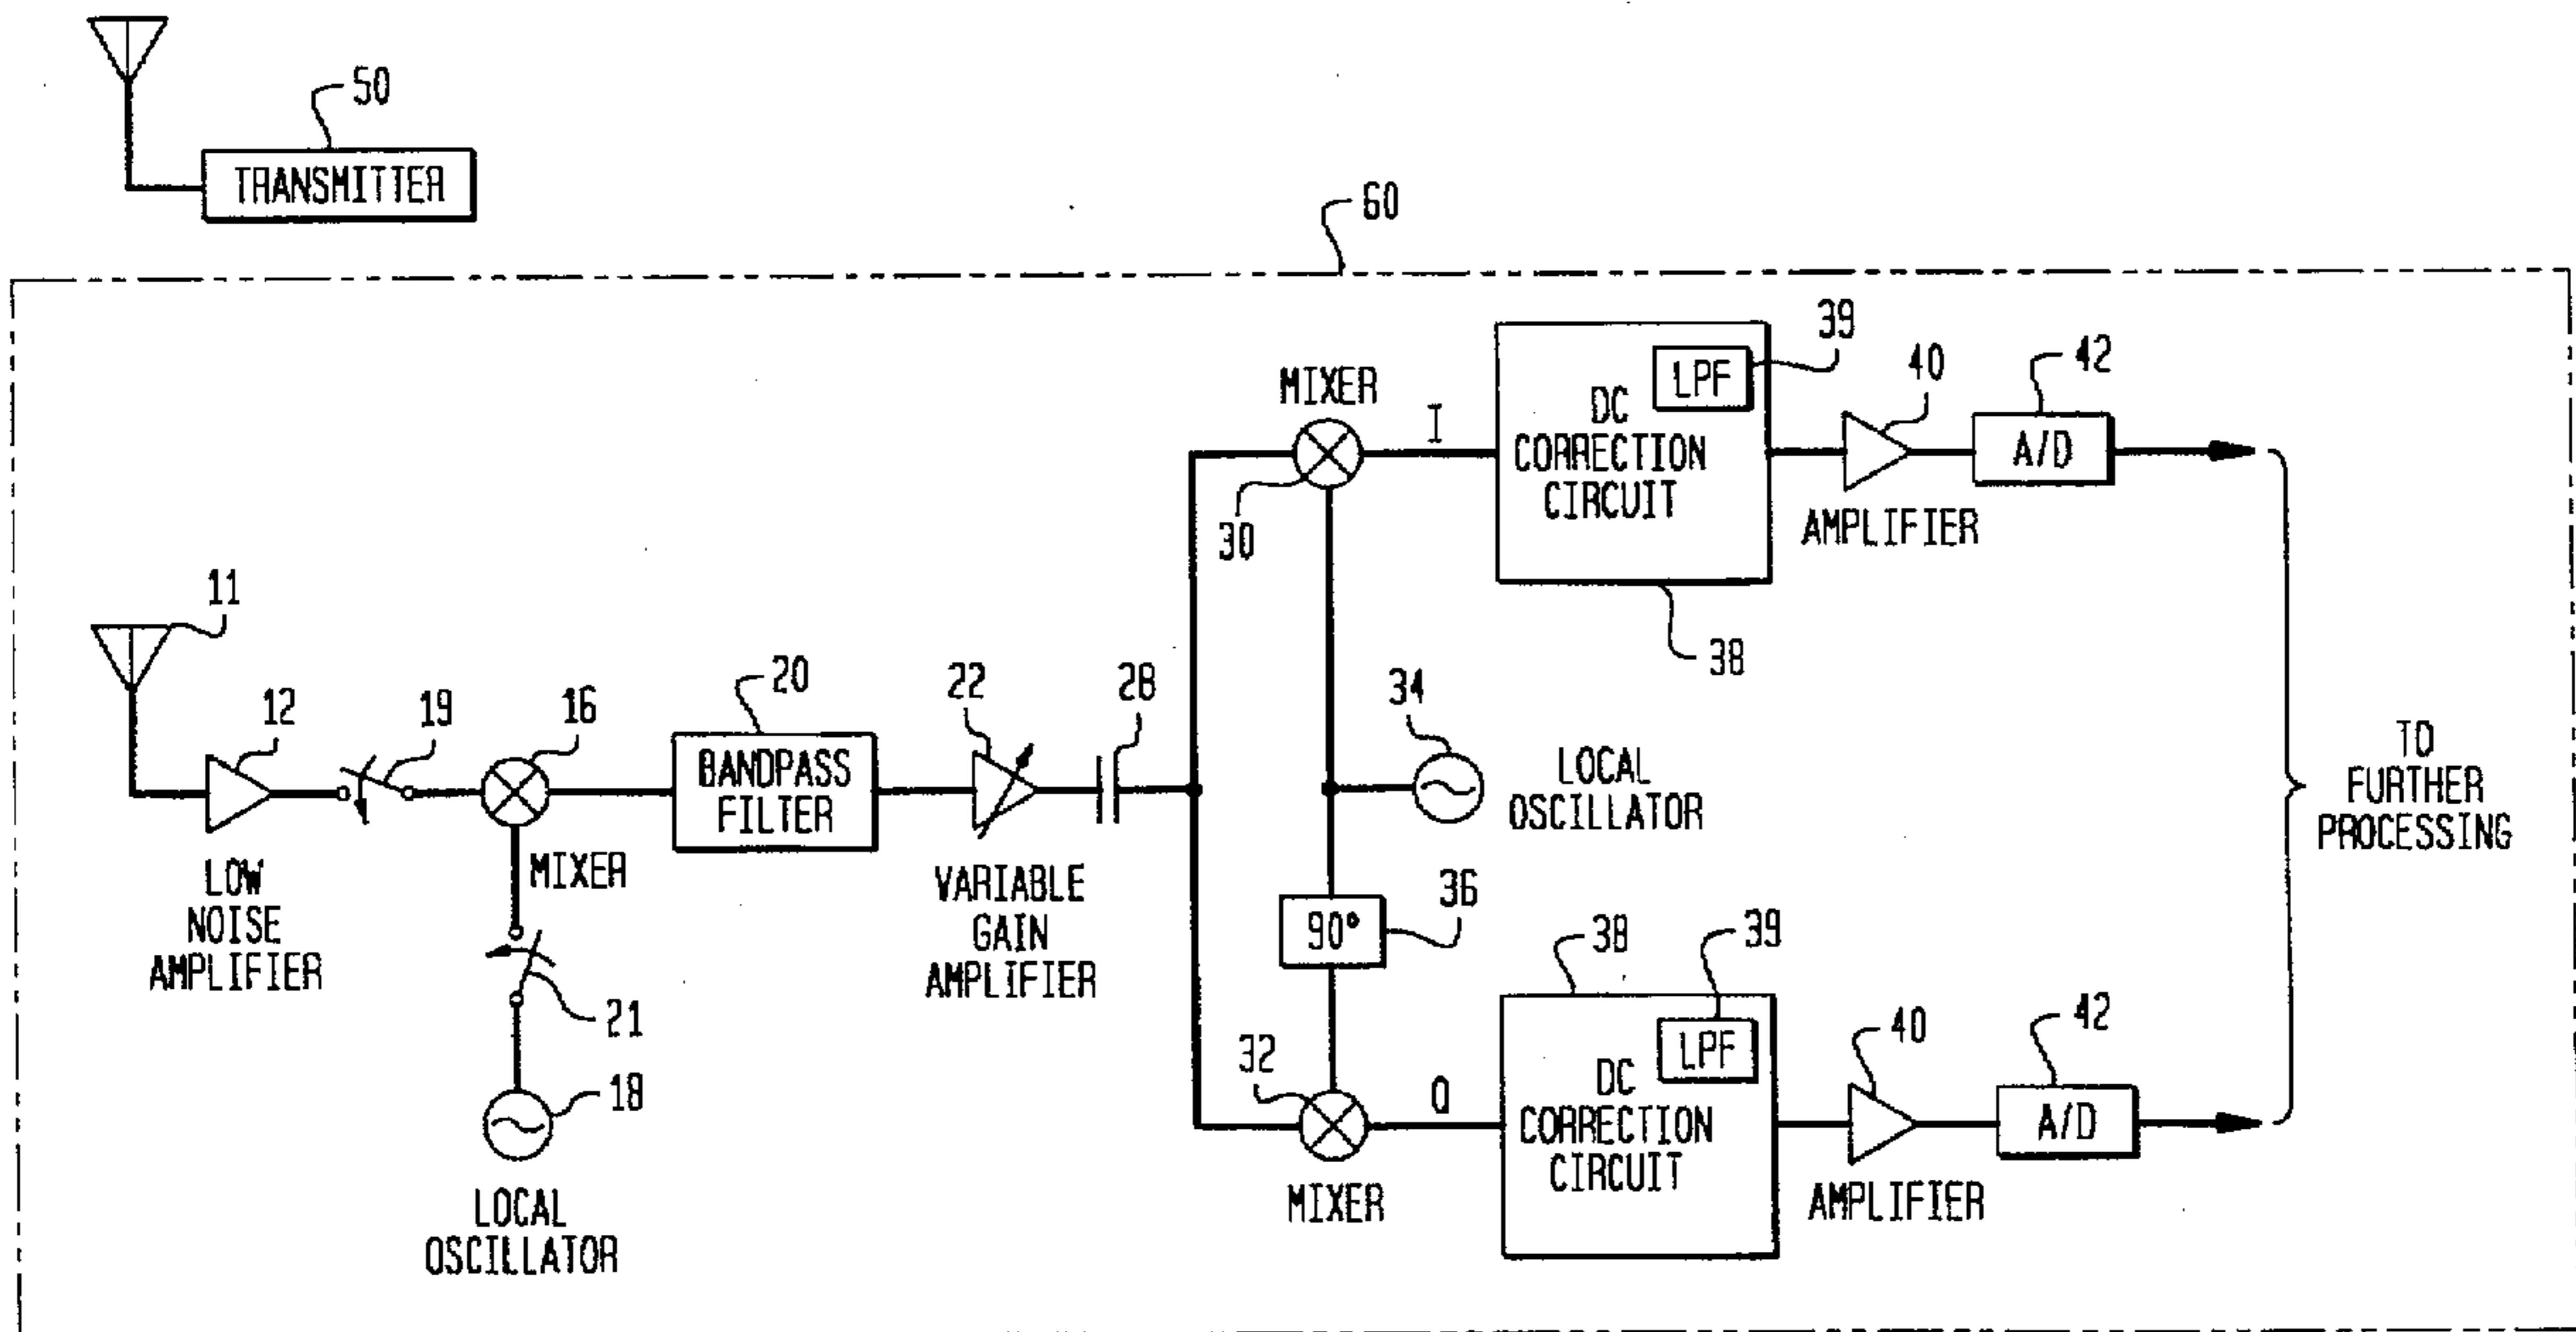 50
TRANSMITTER
60
MIXER
30
I
DC
CORRECTION
CIRCUIT
LPF
39
38
40
AMPLIFIER
42
A/D
11
12
LOW
NOISE
AMPLIFIER
19
16
MIXER
21
18
LOCAL
OSCILLATOR
20
BANDPASS
FILTER
22
VARIABLE
GAIN
AMPLIFIER
28
34
LOCAL
OSCILLATOR
36
90°
32
MIXER
Q
38
39
LPF
DC
CORRECTION
CIRCUIT
40
AMPLIFIER
42
A/D
TO
FURTHER
PROCESSING